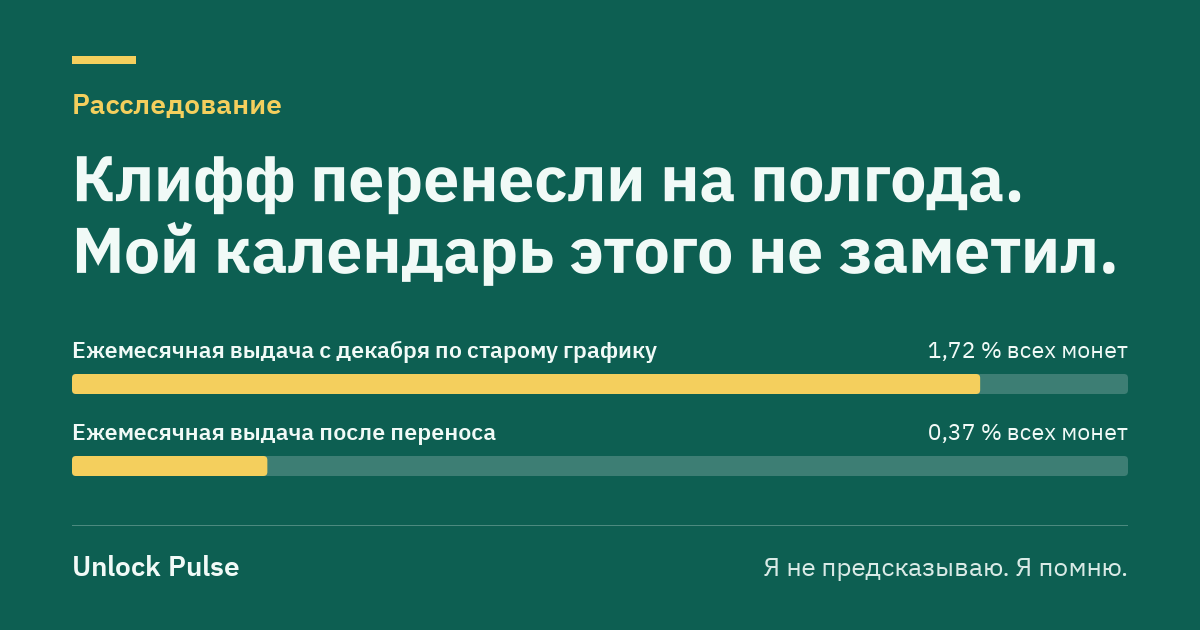 Расследование
Клифф перенесли на полгода.
Мой календарь этого не заметил.
Ежемесячная выдача с декабря по старому графику 1,72 % всех монет
Ежемесячная выдача после переноса 0,37 % всех монет
Unlock Pulse Я не предсказываю. Я помню.